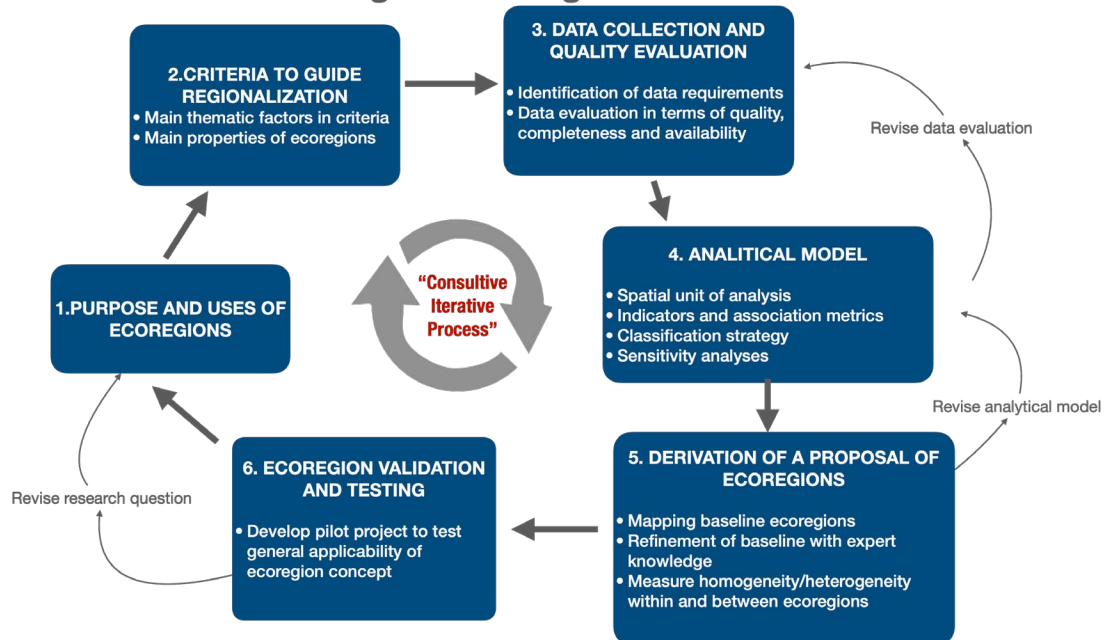 1.PURPOSE AND USES OF
ECOREGIONS
2.CRITERIA TO GUIDE
REGIONALIZATION
• Main thematic factors in criteria
• Main properties of ecoregions
3. DATA COLLECTION AND
QUALITY EVALUATION
• Identification of data requirements
• Data evaluation in terms of quality,
completeness and availability
Revise data evaluation
4. ANALITICAL MODEL
• Spatial unit of analysis
• Indicators and association metrics
• Classification strategy
• Sensitivity analyses
Revise analytical model
5. DERIVATION OF A PROPOSAL OF
ECOREGIONS
• Mapping baseline ecoregions
• Refinement of baseline with expert
knowledge
• Measure homogeneity/heterogeneity
within and between ecoregions
6. ECOREGION VALIDATION
AND TESTING
• Develop pilot project to test
general applicability of
ecoregion concept
Revise research question
“Consultive
Iterative
Process”